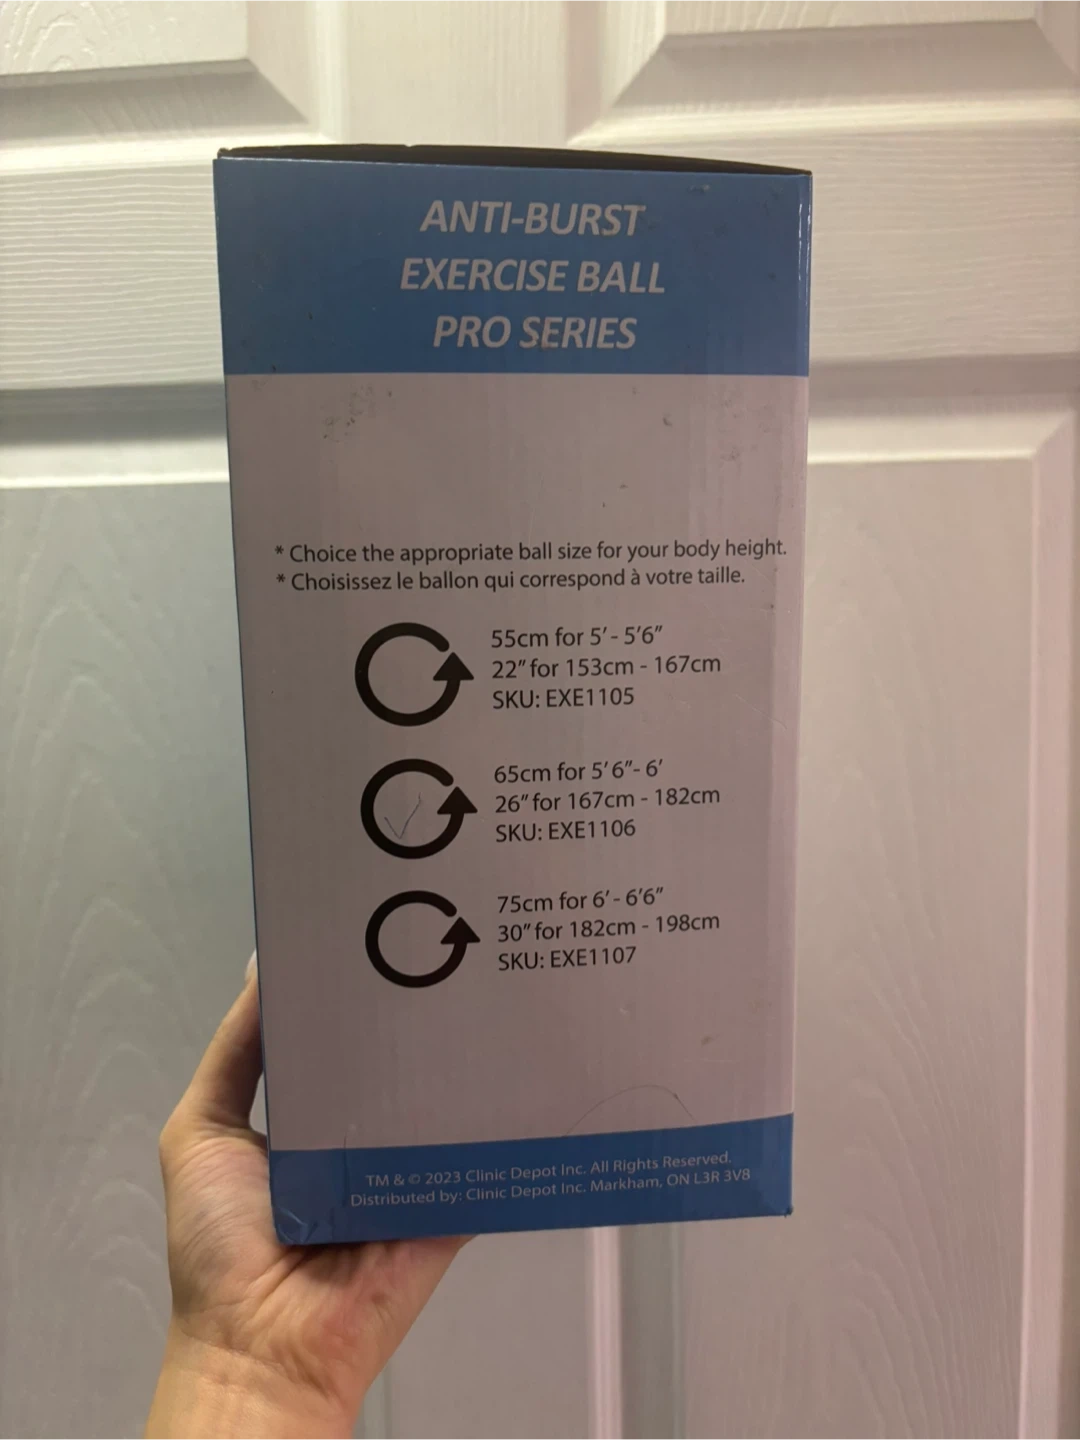 ANTI-BURST
EXERCISE BALL
PRO SERIES
* Choice the appropriate ball size for your body height.
* Choisissez le ballon qui correspond à votre taille.
55cm for 5' - 5'6"
22" for 153cm - 167cm
SKU: EXE1105
65cm for 5'6"- 6'
26" for 167cm - 182cm
SKU: EXE1106
75cm for 6' - 6'6"
30" for 182cm - 198cm
SKU: EXE1107
TM & © 2023 Clinic Depot Inc. All Rights Reserved.
Distributed by: Clinic Depot Inc. Markham, ON L3R 3V8